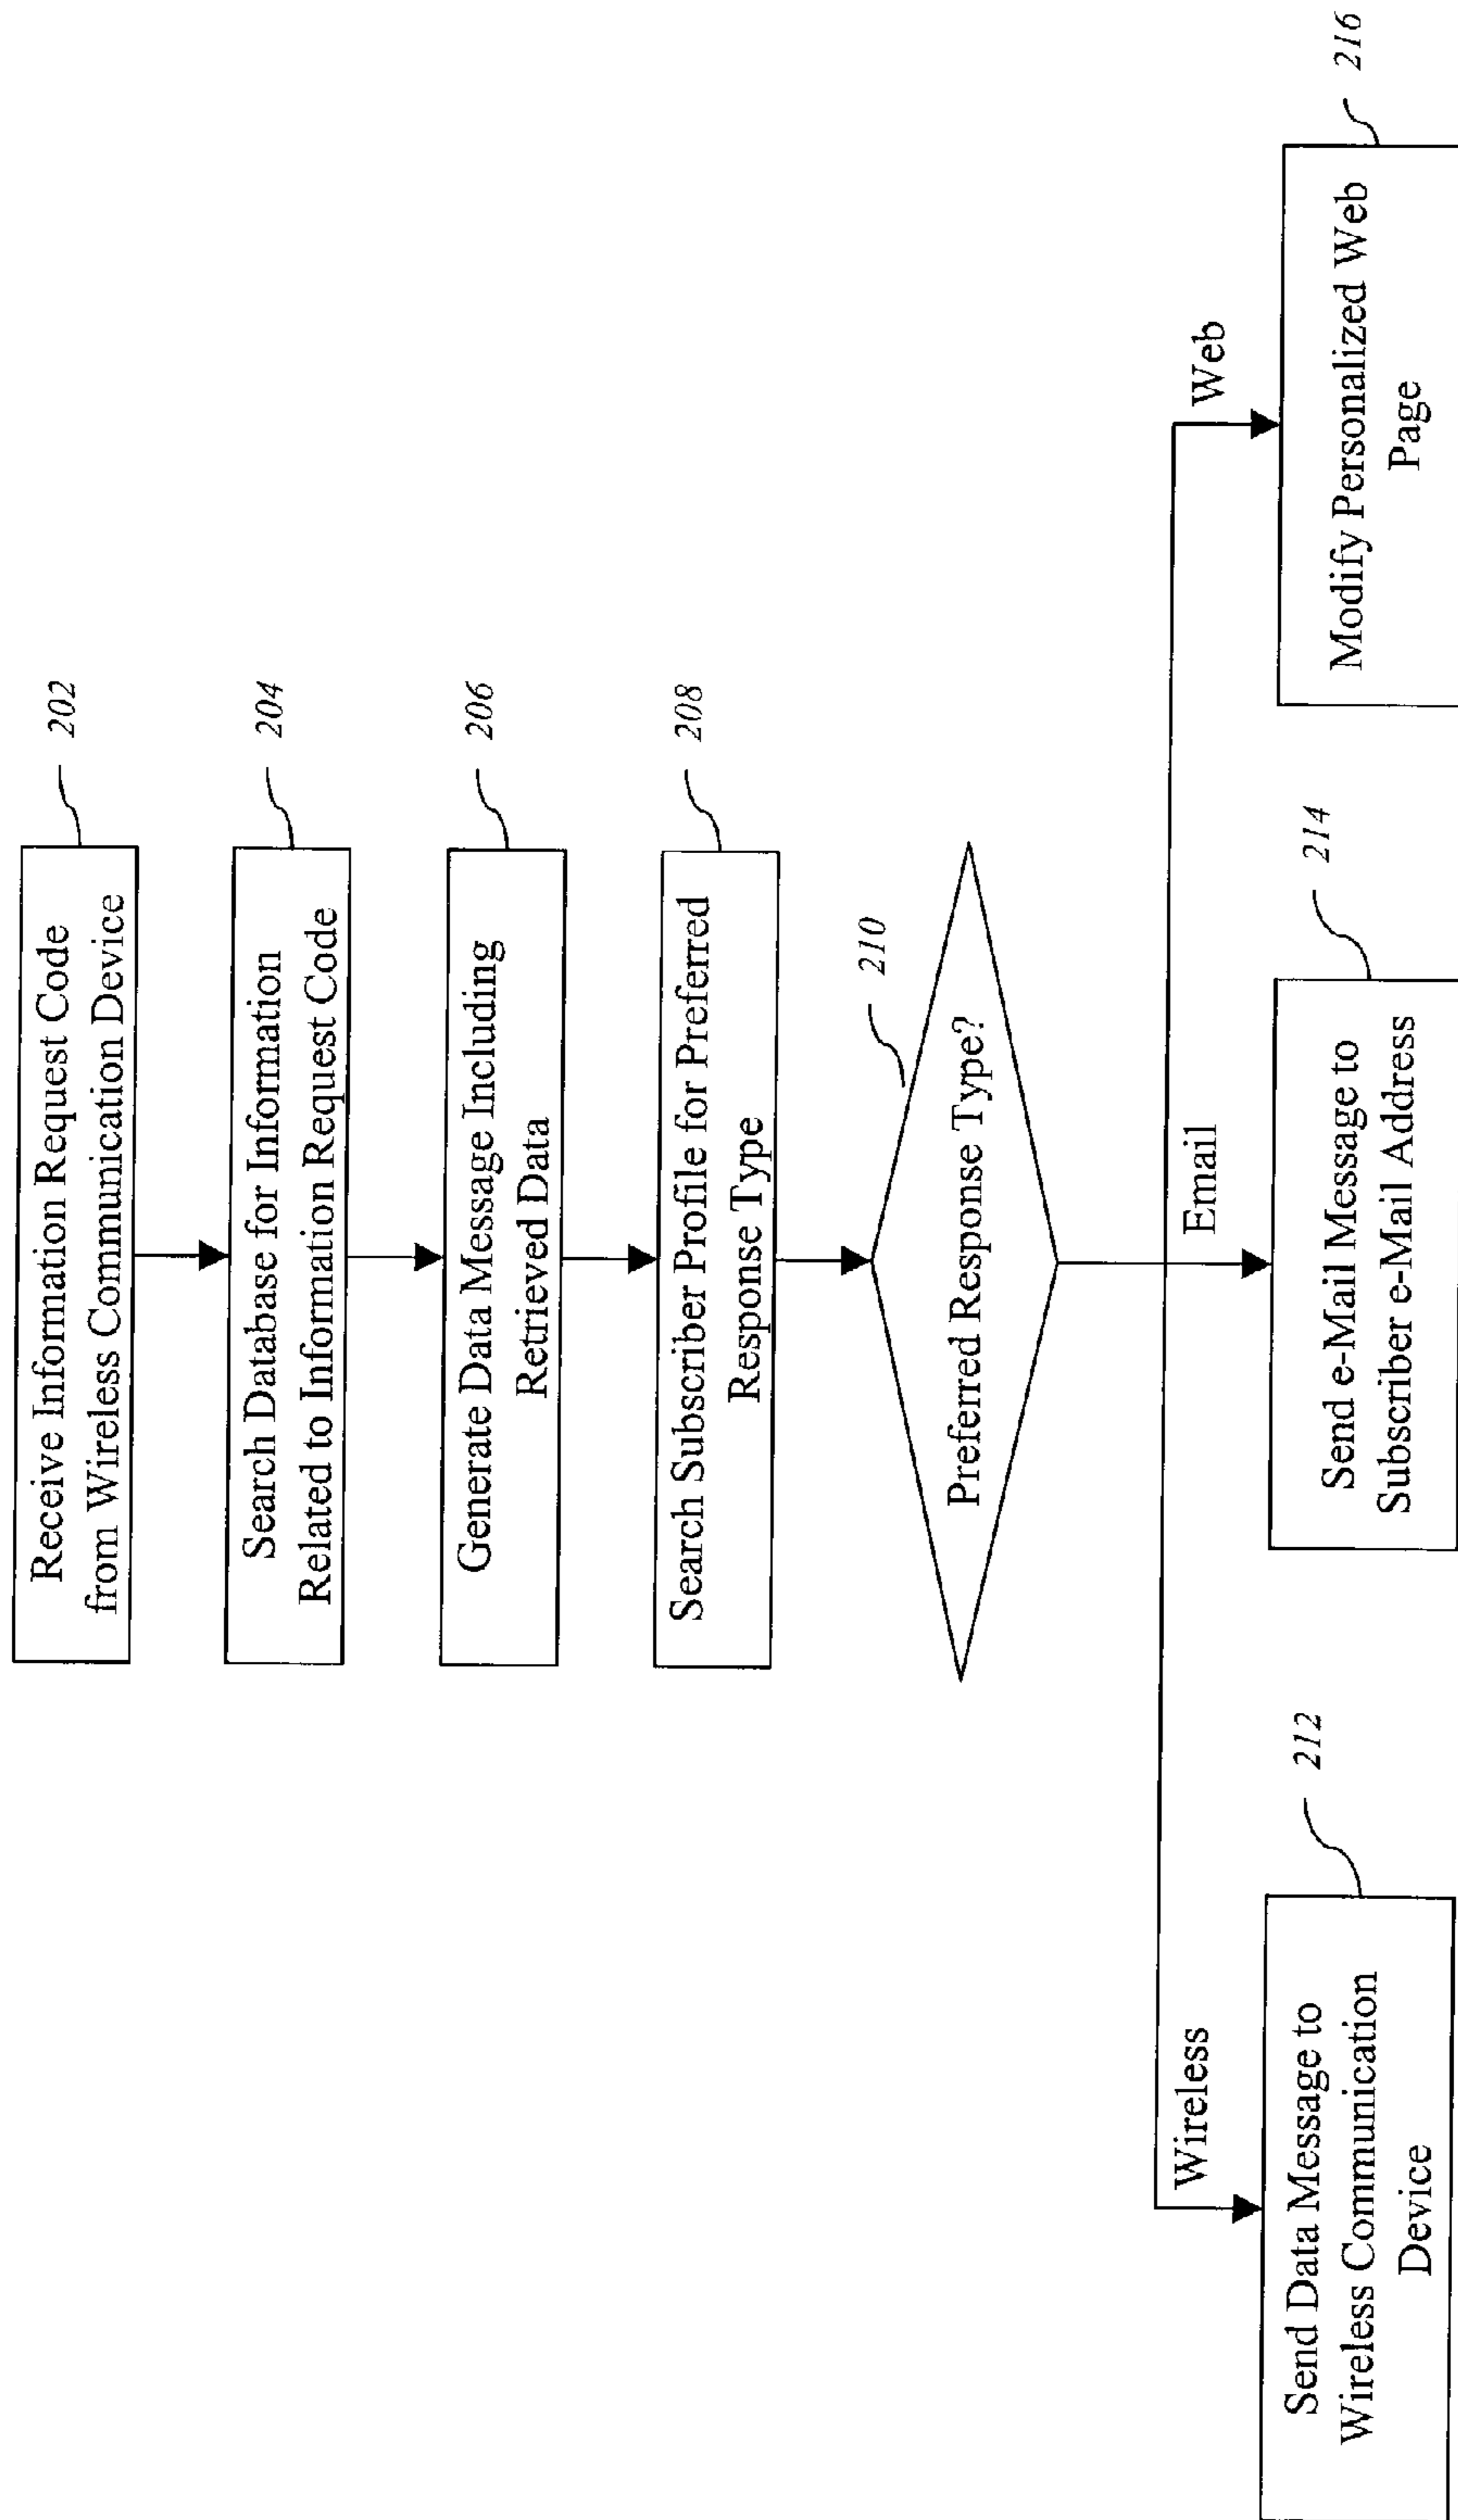 Receive Information Request Code
from Wireless Communication Device
202
Search Database for Information
Related to Information Request Code
204
Generate Data Message Including
Retrieved Data
206
Search Subscriber Profile for Preferred
Response Type
208
210
Preferred Response Type?
Wireless
Email
Web
Send Data Message to
Wireless Communication
Device
212
Send e-Mail Message to
Subscriber e-Mail Address
214
Modify Personalized Web
Page
216